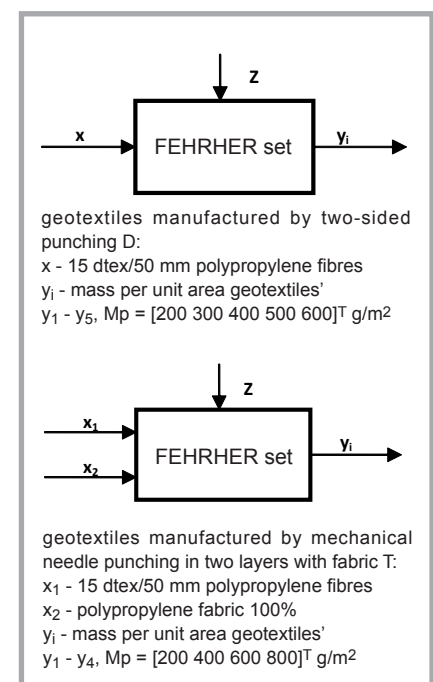 Z
x
FEHRHER set
yi
geotextiles manufactured by two-sided
punching D:
x - 15 dtex/50 mm polypropylene fibres
yi - mass per unit area geotextiles’
y1 - y5, Mp = [200 300 400 500 600]T g/m2
Z
x1
x2
FEHRHER set
yi
geotextiles manufactured by mechanical
needle punching in two layers with fabric T:
x1 - 15 dtex/50 mm polypropylene fibres
x2 - polypropylene fabric 100%
yi - mass per unit area geotextiles’
y1 - y4, Mp = [200 400 600 800]T g/m2